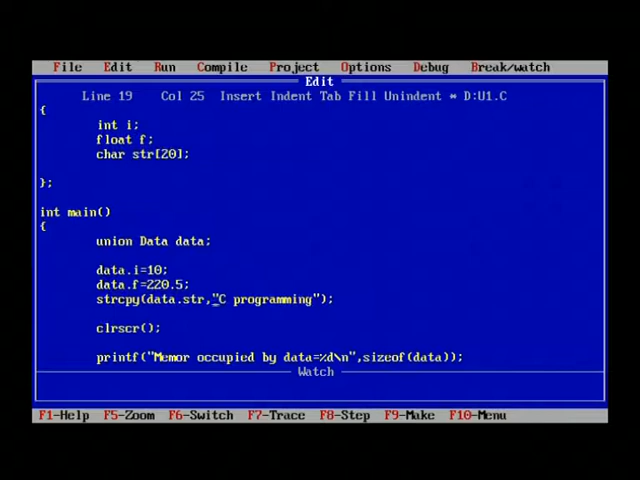 File Edit Run Compile Project Options Debug Break/watch
Edit
Line 19 Col 25 Insert Indent Tab Fill Unindent * D:U1.C
{
int i;
float f;
char str[20];
};
int main()
{
union Data data;
data.i=10;
data.f=220.5;
strcpy(data.str,"C programming");
clrscr();
printf("Memor occupied by data=%d\n",sizeof(data));
Watch
F1-Help F5-Zoom F6-Switch F7-Trace F8-Step F9-Make F10-Menu